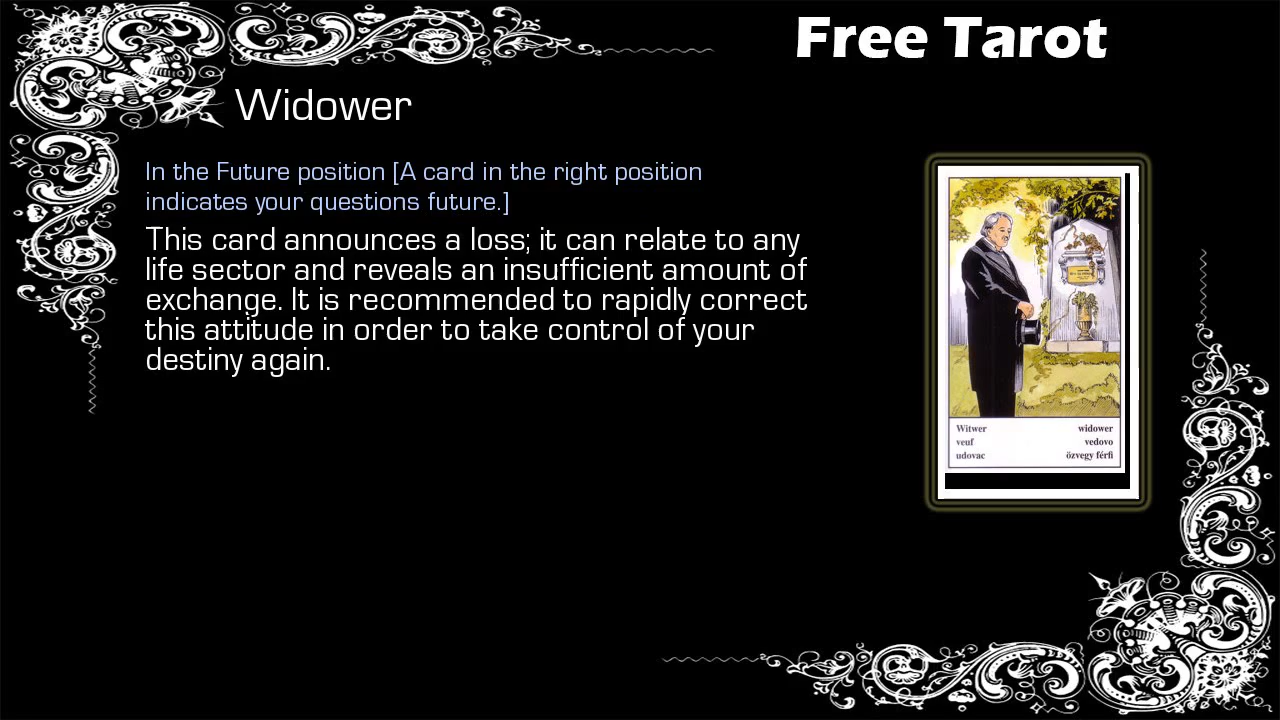 Free Tarot
Widower
In the Future position [A card in the right position
indicates your questions future.]
This card announces a loss; it can relate to any
life sector and reveals an insufficient amount of
exchange. It is recommended to rapidly correct
this attitude in order to take control of your
destiny again.
Witwer widower
veuf vedovo
udovac özvegy férfi